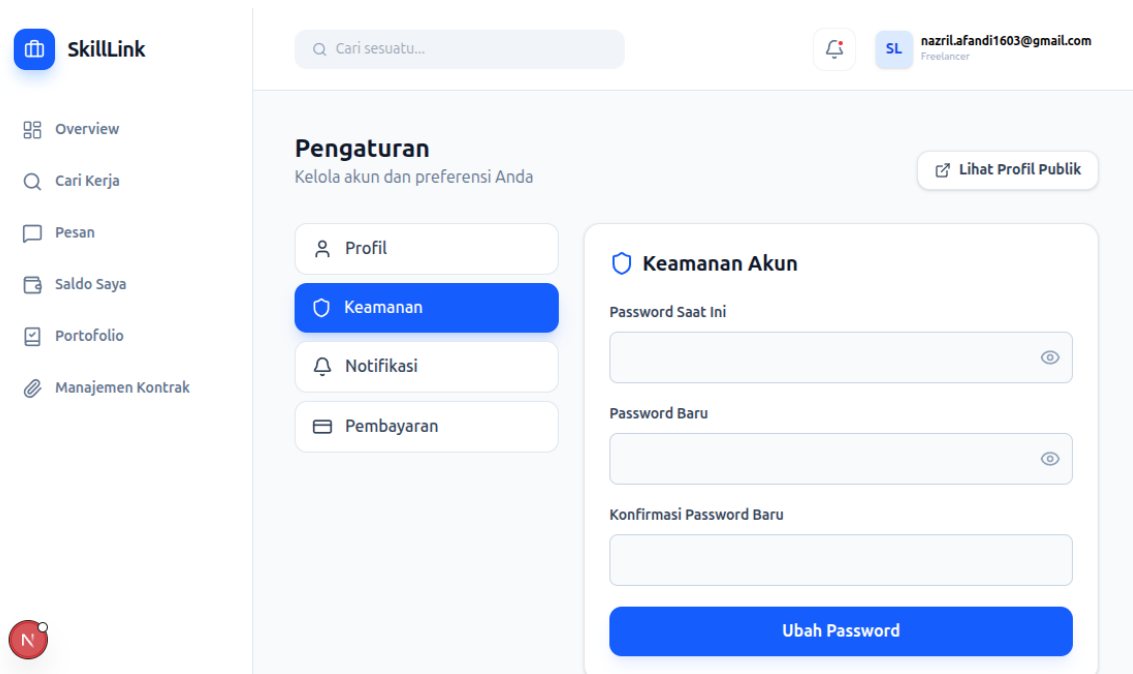 SkillLink
Cari sesuatu...
SL
nazril.afandi1603@gmail.com
Freelancer
Overview
Cari Kerja
Pesan
Saldo Saya
Portofolio
Manajemen Kontrak
N
Pengaturan
Kelola akun dan preferensi Anda
Lihat Profil Publik
Profil
Keamanan
Notifikasi
Pembayaran
Keamanan Akun
Password Saat Ini
Password Baru
Konfirmasi Password Baru
Ubah Password